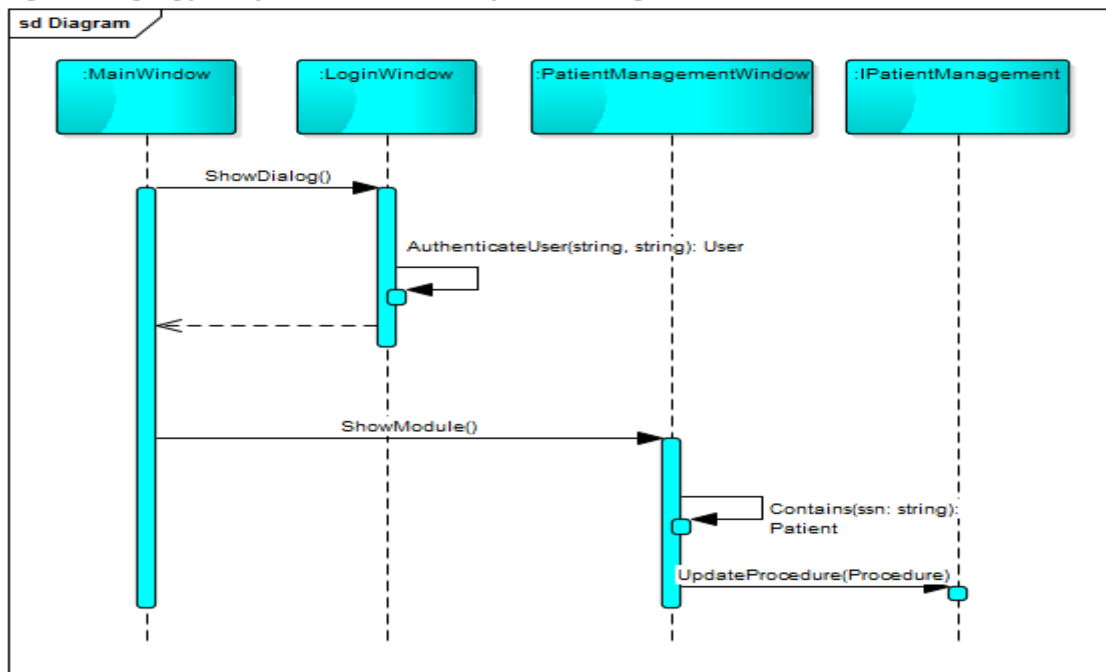 sd Diagram
:MainWindow
:LoginWindow
:PatientManagementWindow
:IPatientManagement
ShowDialog()
AuthenticateUser(string, string): User
ShowModule()
Contains(ssn: string):
Patient
UpdateProcedure(Procedure)